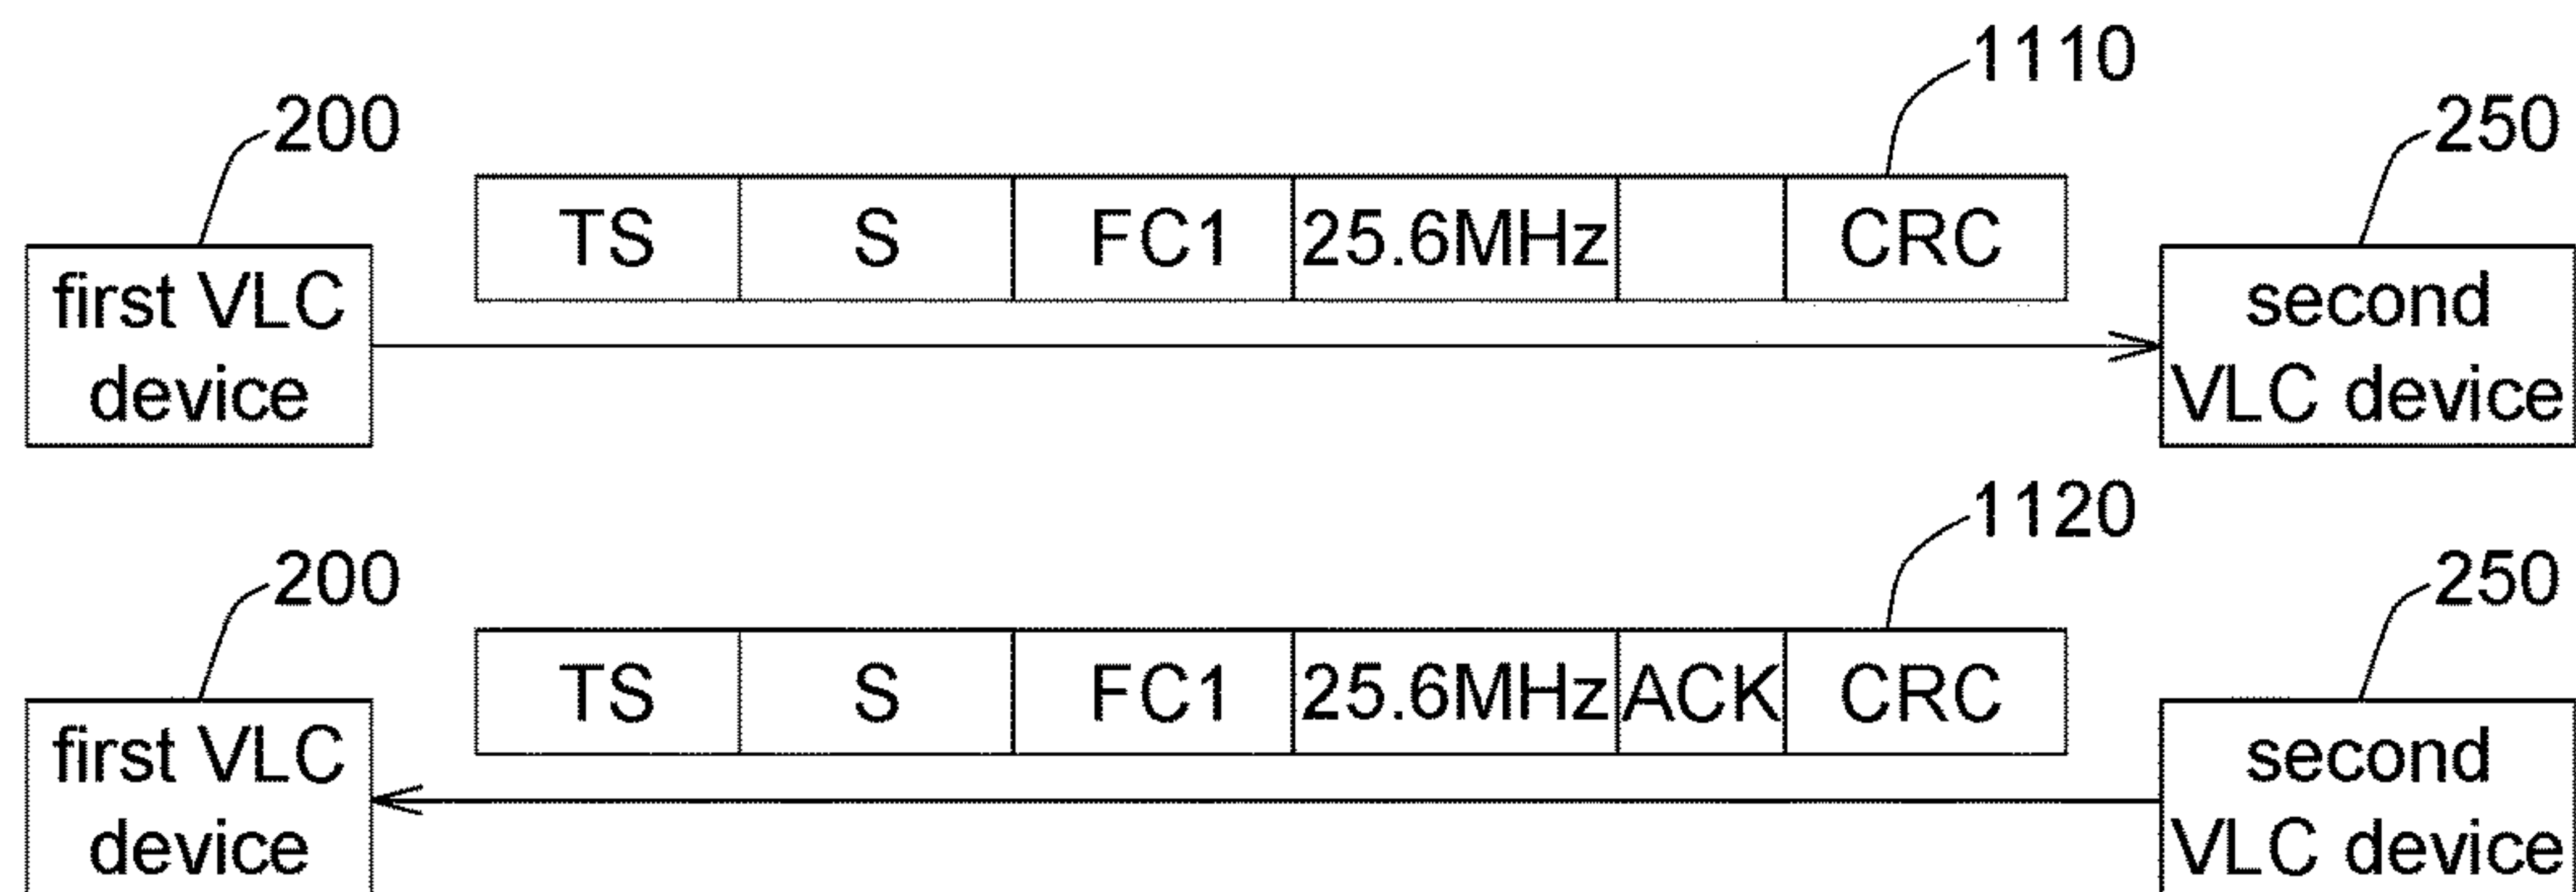 1110
200
250
TS S FC1 25.6MHz CRC
first VLC
device
second
VLC device
1120
200
250
TS S FC1 25.6MHz ACK CRC
first VLC
device
second
VLC device